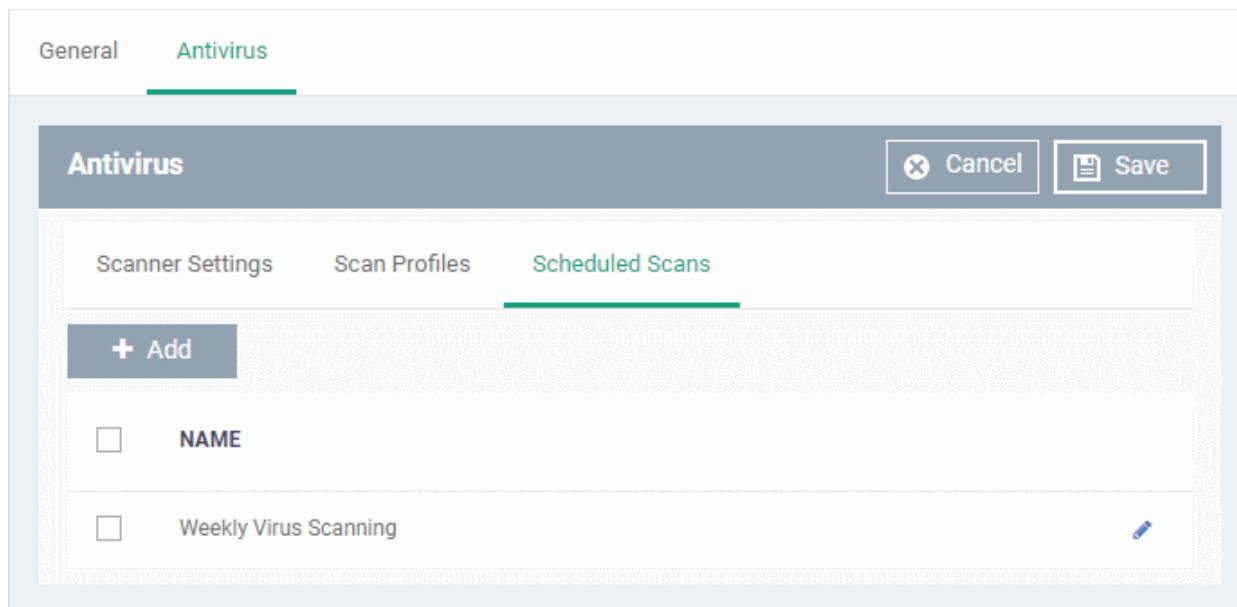 General Antivirus
Antivirus Cancel Save
Scanner Settings Scan Profiles Scheduled Scans
Add
NAME
Weekly Virus Scanning